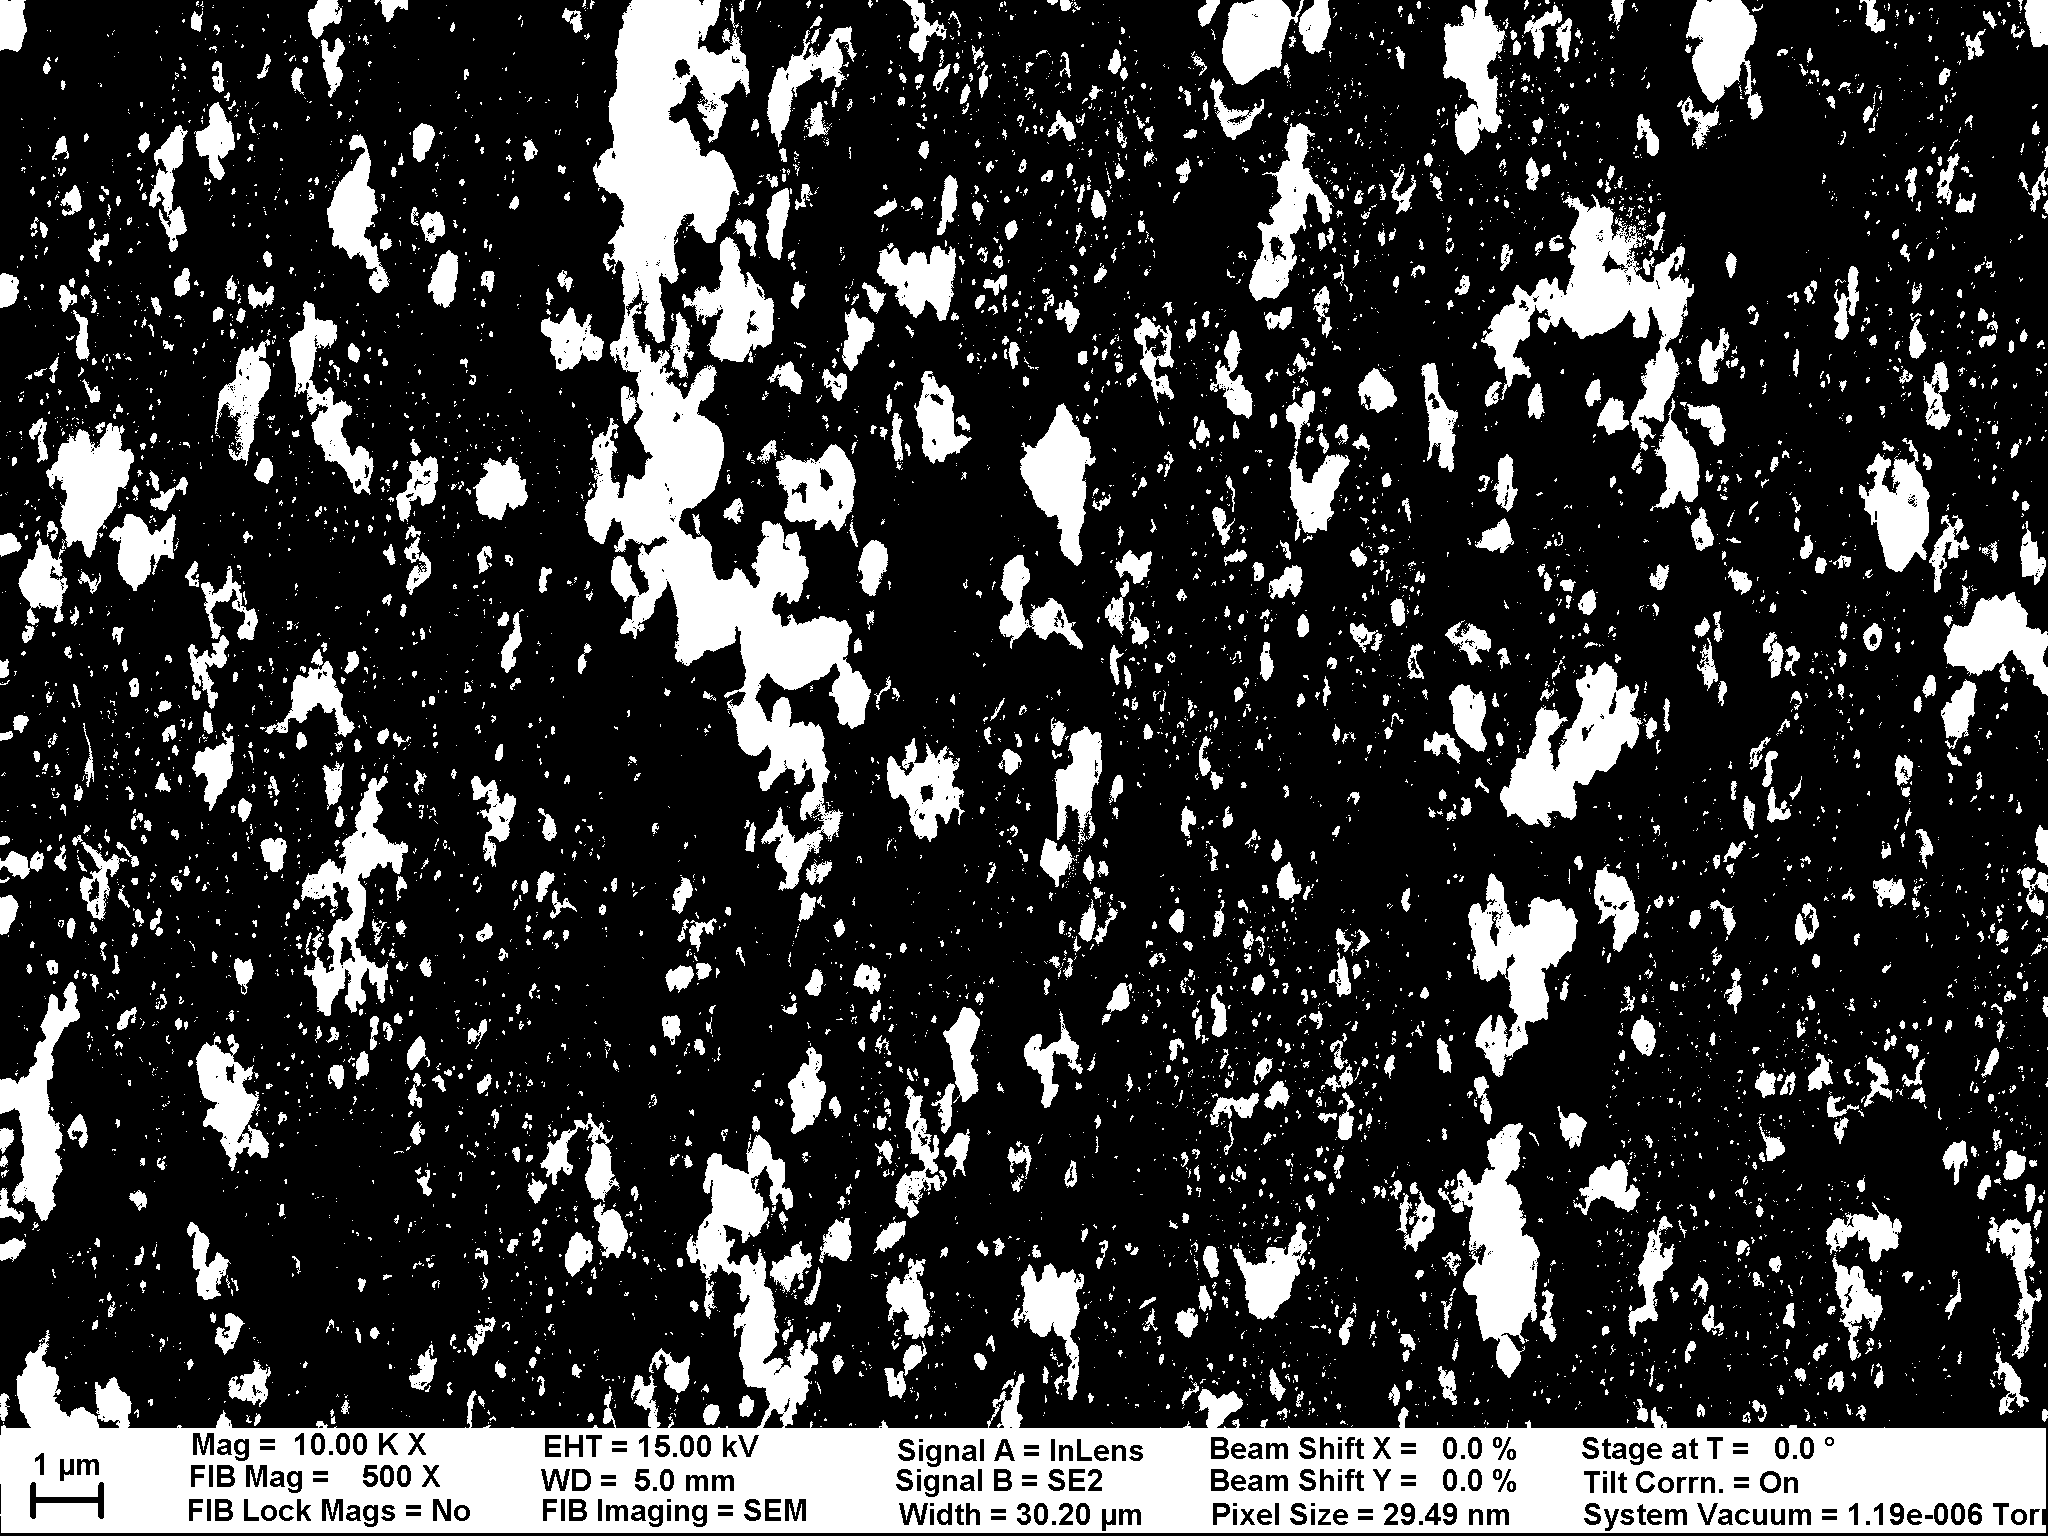 1 µm
Mag = 10.00 K X
FIB Mag = 500 X
FIB Lock Mags = No
EHT = 15.00 kV
WD = 5.0 mm
FIB Imaging = SEM
Signal A = InLens
Signal B = SE2
Width = 30.20 µm
Beam Shift X = 0.0 %
Beam Shift Y = 0.0 %
Pixel Size = 29.49 nm
Stage at T = 0.0 °
Tilt Corrn. = On
System Vacuum = 1.19e-006